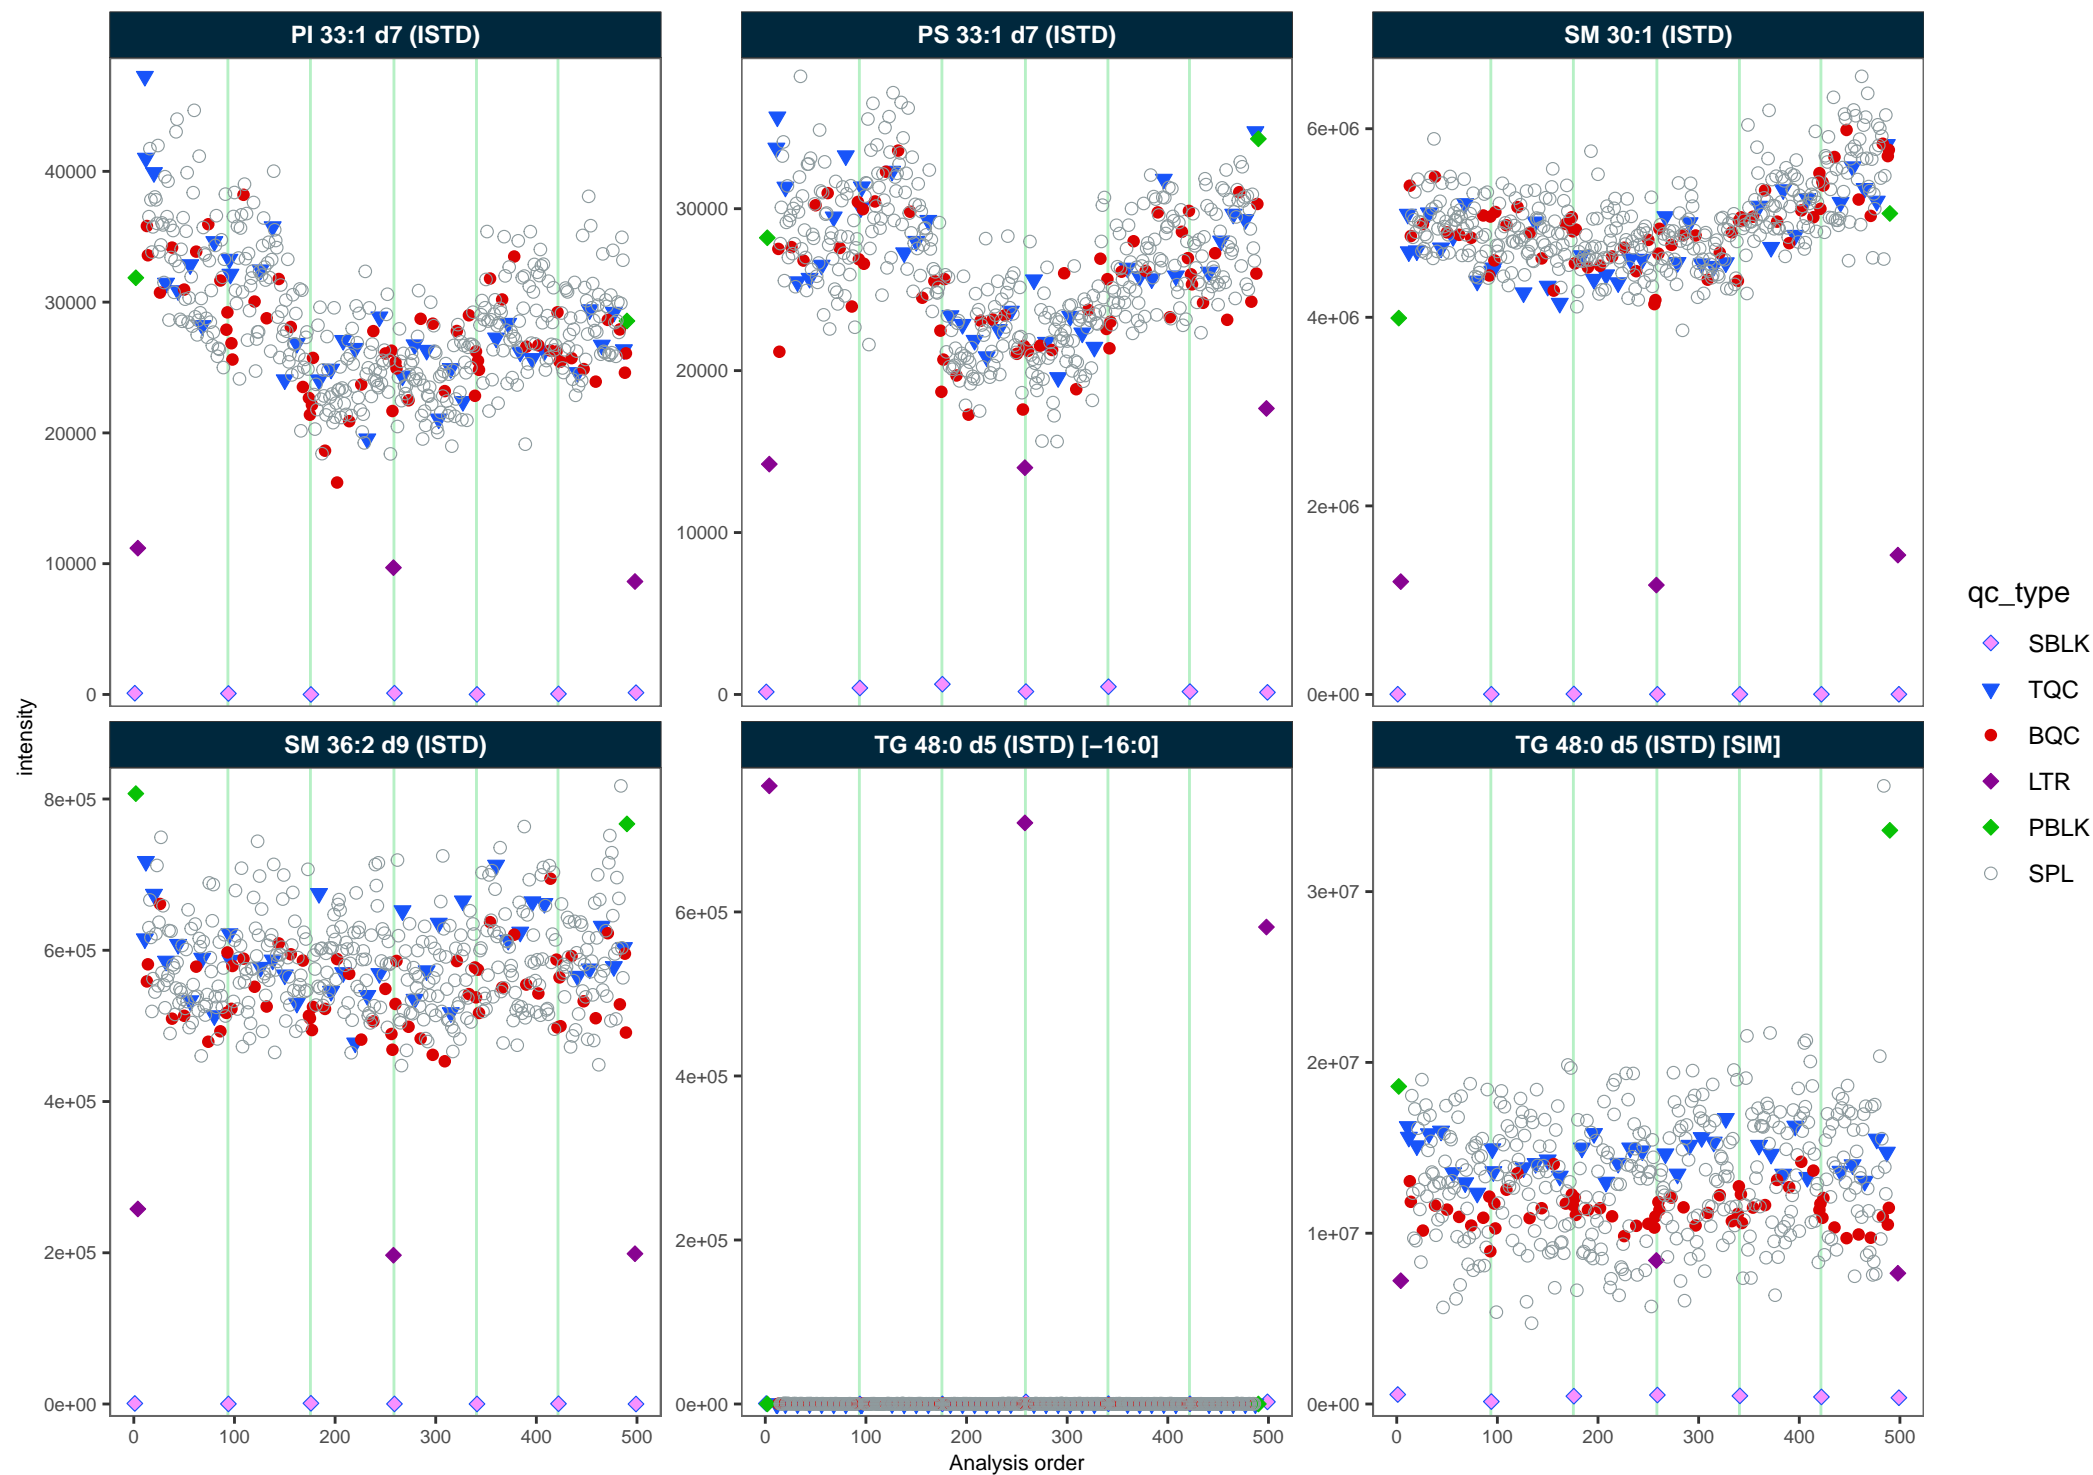 PI 33:1 d7 (ISTD)
PS 33:1 d7 (ISTD)
SM 30:1 (ISTD)
40000
30000
20000
10000
0
30000
20000
10000
0
6e+06
4e+06
2e+06
0e+00
intensity
SM 36:2 d9 (ISTD)
TG 48:0 d5 (ISTD) [−16:0]
TG 48:0 d5 (ISTD) [SIM]
8e+05
6e+05
4e+05
2e+05
0e+00
6e+05
4e+05
2e+05
0e+00
3e+07
2e+07
1e+07
0e+00
0 100 200 300 400 500
0 100 200 300 400 500
0 100 200 300 400 500
Analysis order
qc_type
SBLK
TQC
BQC
LTR
PBLK
SPL